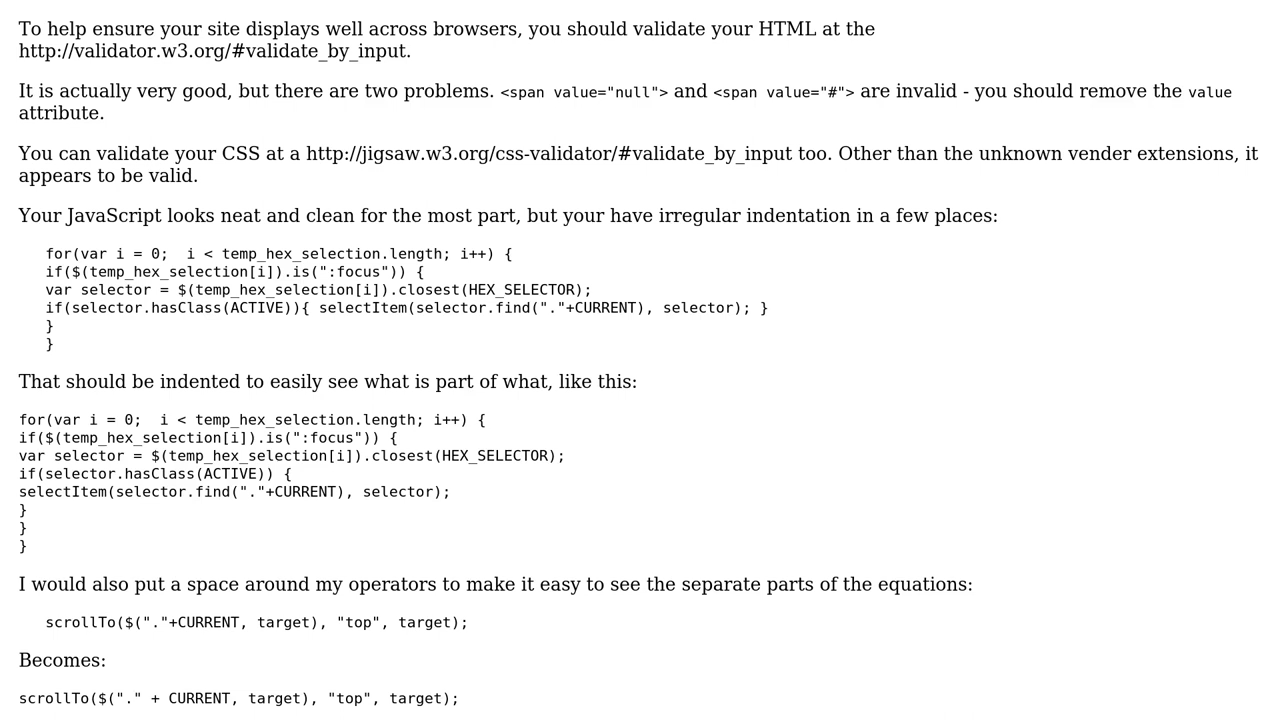 To help ensure your site displays well across browsers, you should validate your HTML at the
http://validator.w3.org/#validate_by_input.
It is actually very good, but there are two problems. <span value="null"> and <span value="#"> are invalid - you should remove the value
attribute.
You can validate your CSS at a http://jigsaw.w3.org/css-validator/#validate_by_input too. Other than the unknown vender extensions, it
appears to be valid.
Your JavaScript looks neat and clean for the most part, but your have irregular indentation in a few places:
for(var i = 0;  i < temp_hex_selection.length; i++) {
if($(temp_hex_selection[i]).is(":focus")) {
var selector = $(temp_hex_selection[i]).closest(HEX_SELECTOR);
if(selector.hasClass(ACTIVE)){ selectItem(selector.find("."+CURRENT), selector); }
}
}
That should be indented to easily see what is part of what, like this:
for(var i = 0;  i < temp_hex_selection.length; i++) {
if($(temp_hex_selection[i]).is(":focus")) {
var selector = $(temp_hex_selection[i]).closest(HEX_SELECTOR);
if(selector.hasClass(ACTIVE)) {
selectItem(selector.find("."+CURRENT), selector);
}
}
}
I would also put a space around my operators to make it easy to see the separate parts of the equations:
scrollTo($("."+CURRENT, target), "top", target);
Becomes:
scrollTo($("." + CURRENT, target), "top", target);